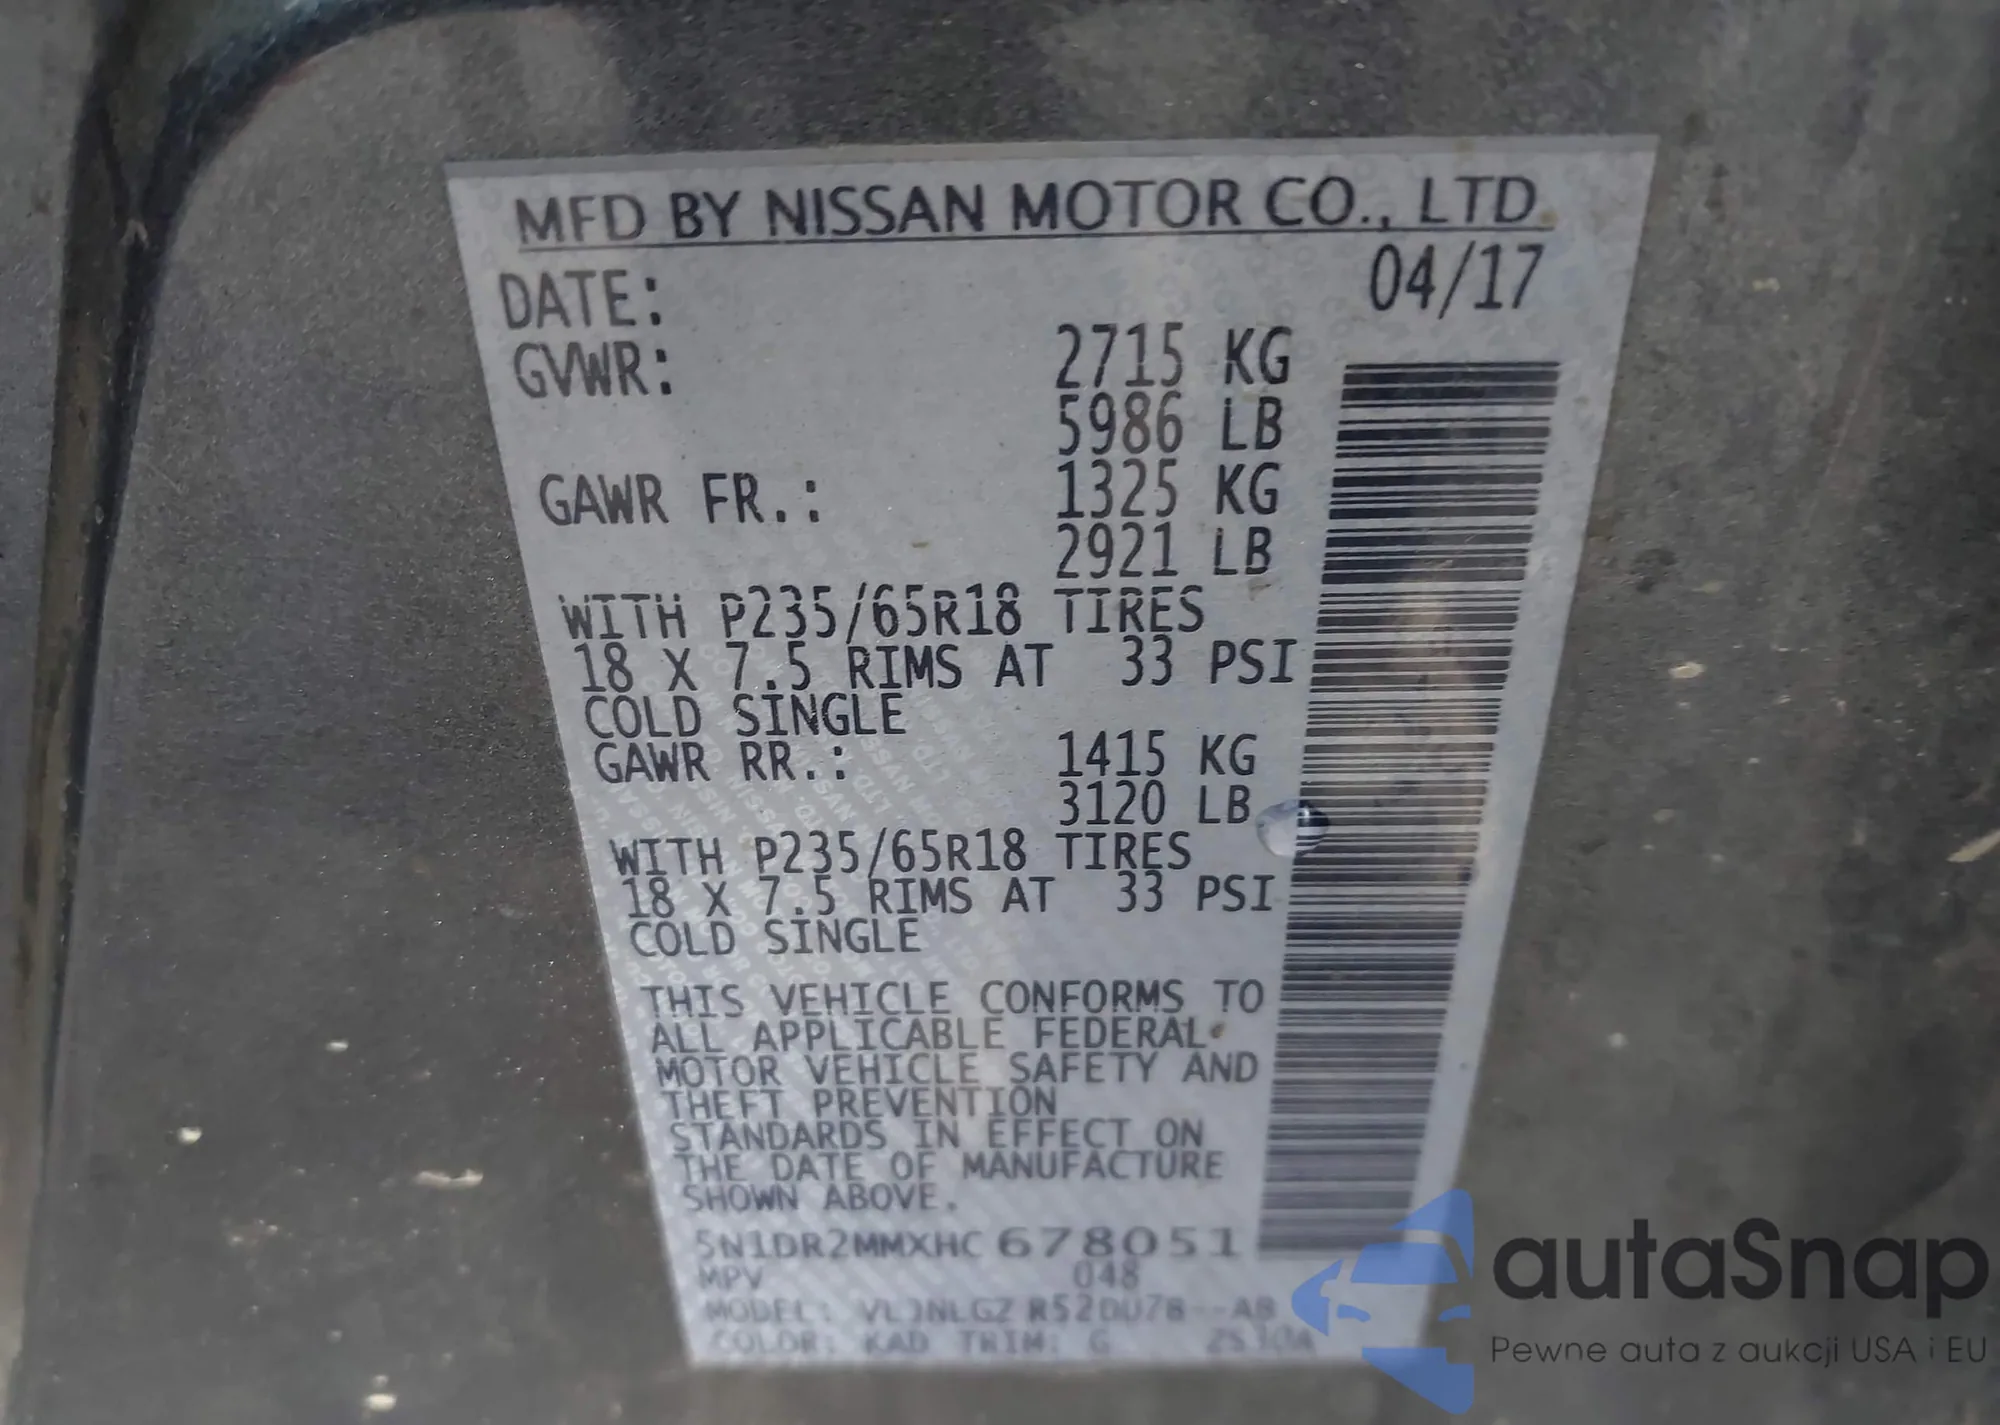 MFD BY NISSAN MOTOR CO., LTD.
DATE: 04/17
GVWR: 2715 KG
5986 LB
GAWR FR.: 1325 KG
2921 LB
WITH P235/65R18 TIRES
18 X 7.5 RIMS AT 33 PSI
COLD SINGLE
GAWR RR.: 1415 KG
3120 LB
WITH P235/65R18 TIRES
18 X 7.5 RIMS AT 33 PSI
COLD SINGLE
THIS VEHICLE CONFORMS TO
ALL APPLICABLE FEDERAL
MOTOR VEHICLE SAFETY AND
THEFT PREVENTION
STANDARDS IN EFFECT ON
THE DATE OF MANUFACTURE
SHOWN ABOVE.
5N1DR2MMXHC678051
MPV 048
MODEL:
COLOR: KAD TRIM: G
autoSnap
Pewne auta z aukcji USA i EU